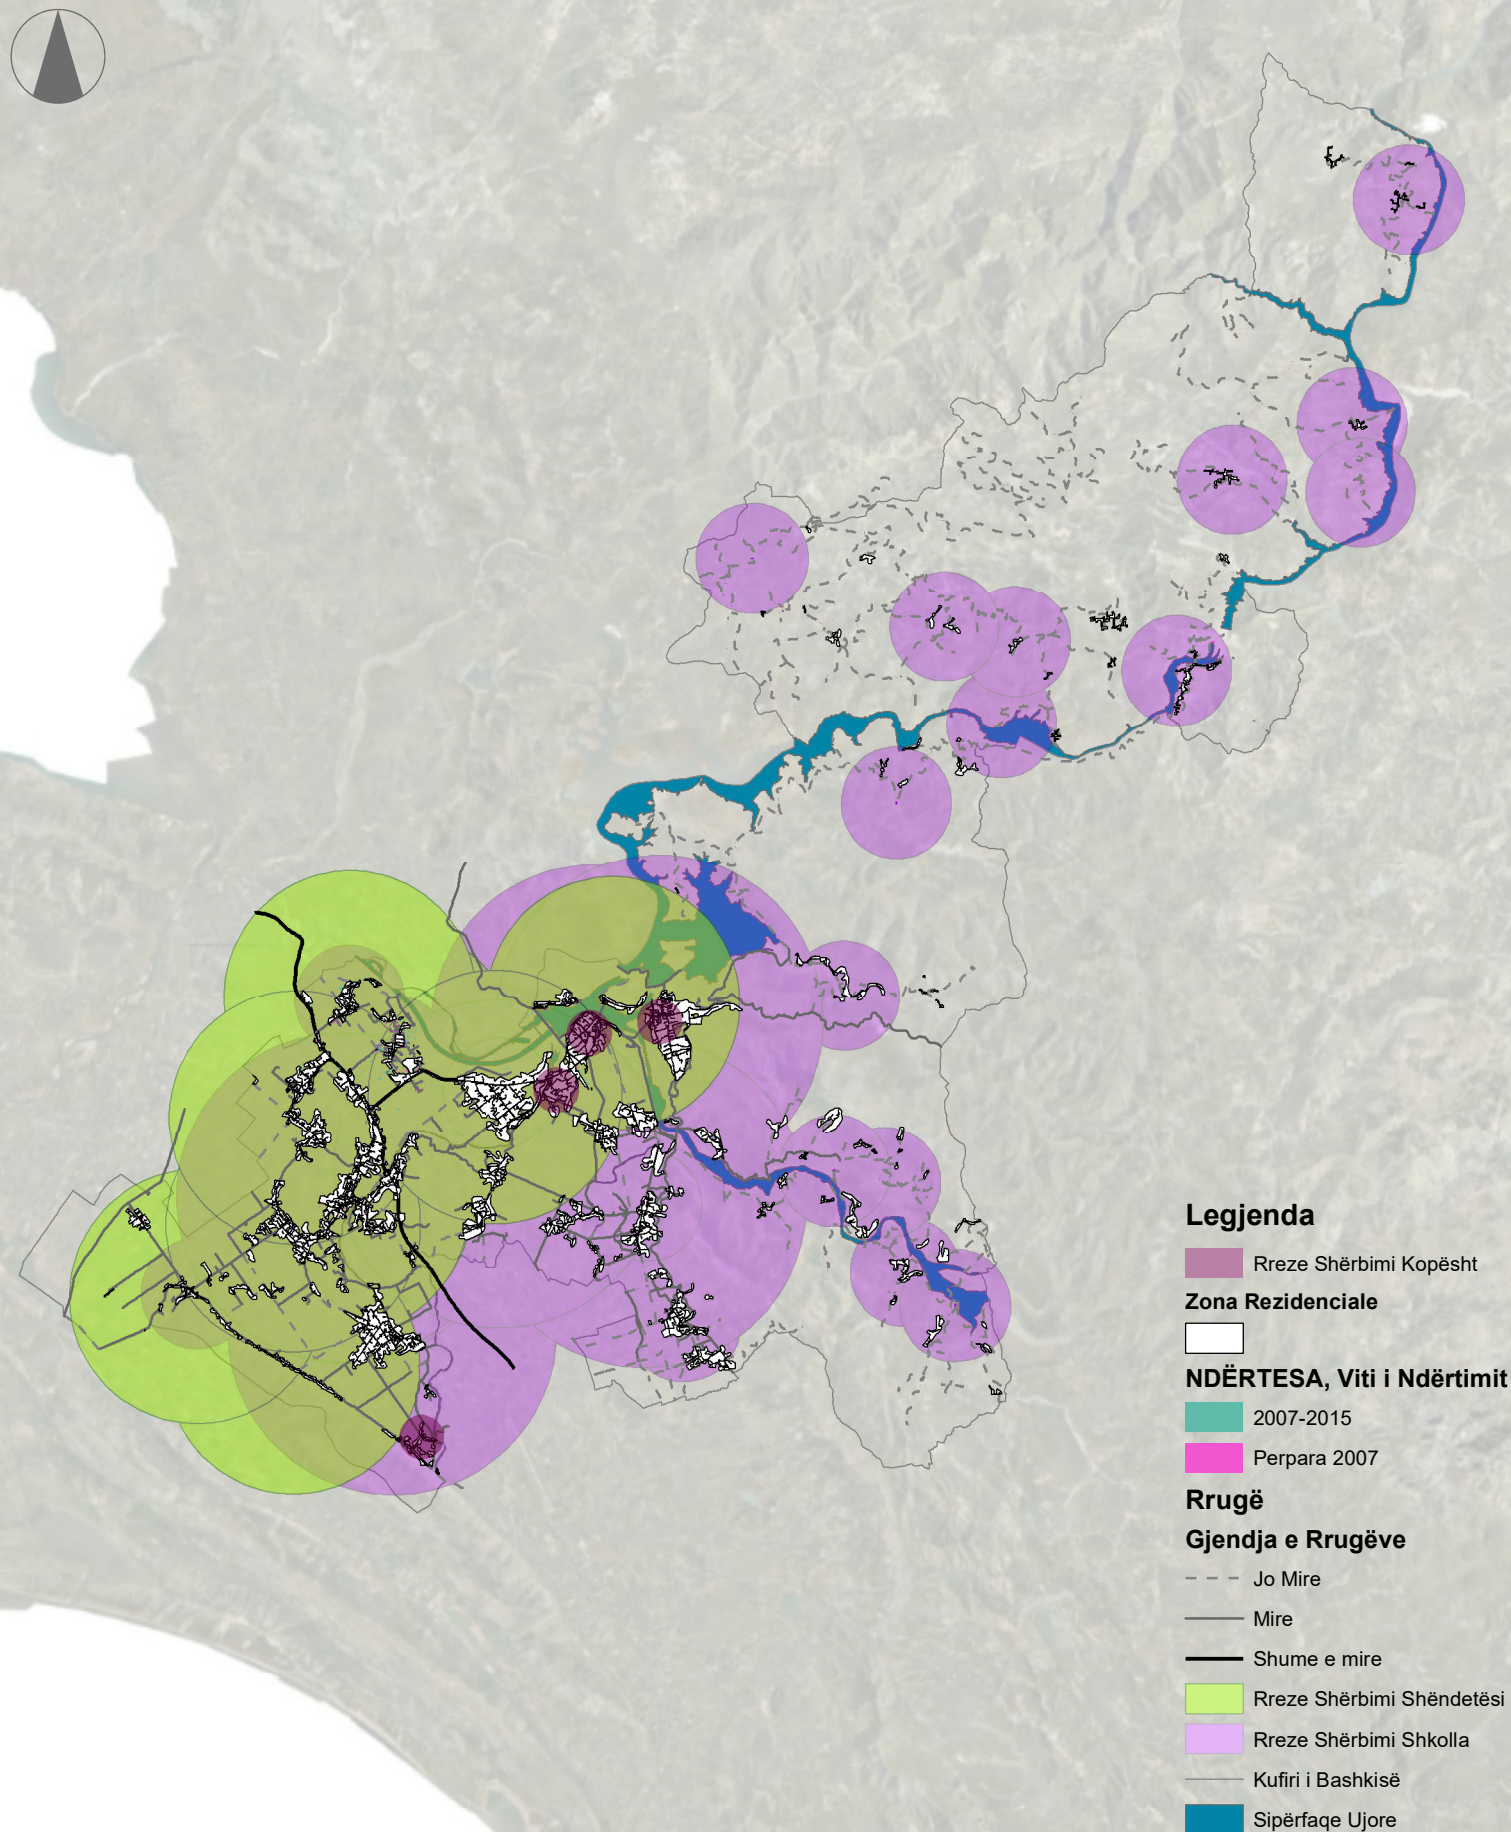 Legjenda
Rreze Shërbimi Kopësht
Zona Rezidenciale
NDËRTESA, Viti i Ndërtimit
2007-2015
Perpara 2007
Rrugë
Gjendja e Rrugëve
Jo Mire
Mire
Shume e mire
Rreze Shërbimi Shëndetësi
Rreze Shërbimi Shkolla
Kufiri i Bashkisë
Sipërfaqe Ujore